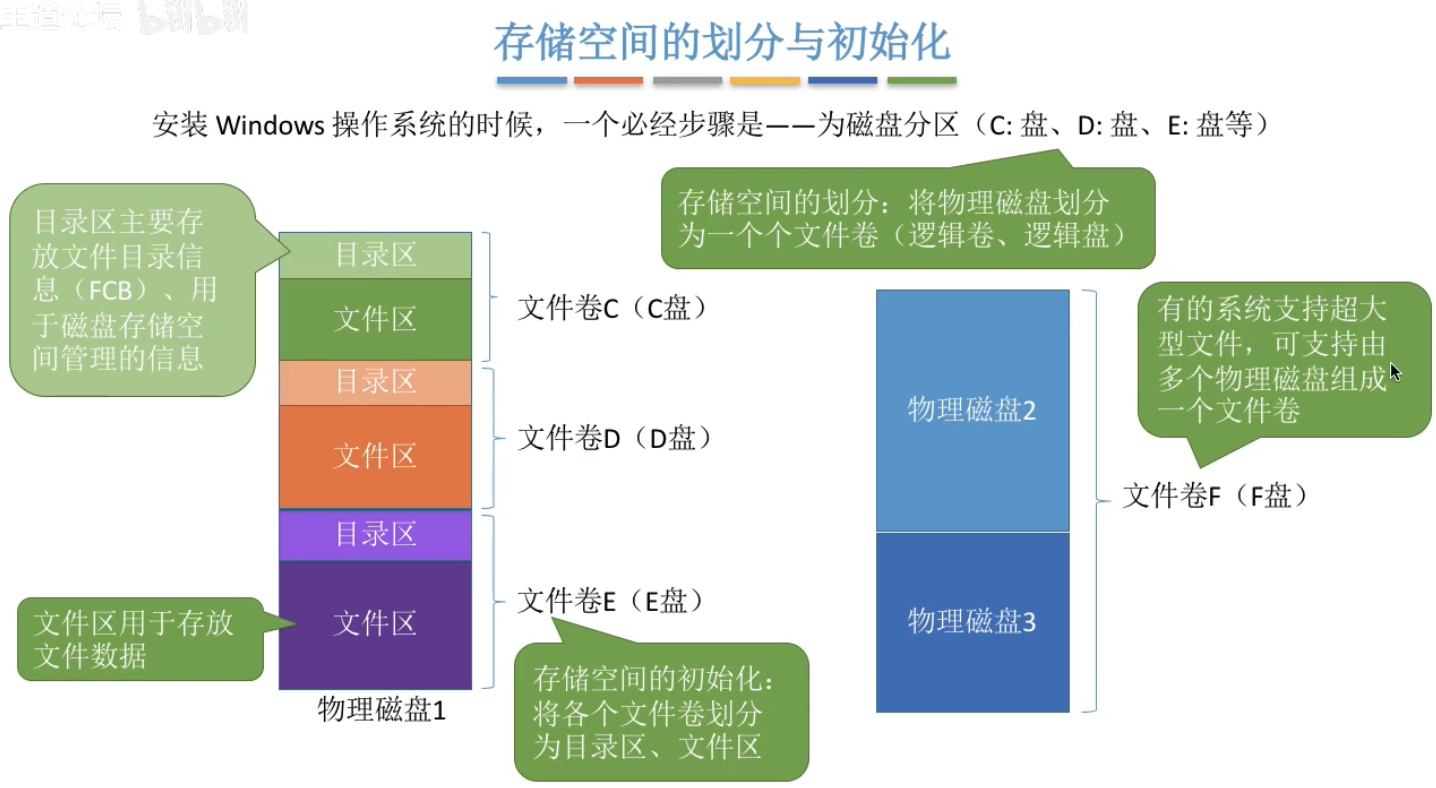 王道论坛 bilibili
存储空间的划分与初始化
安装 Windows 操作系统的时候，一个必经步骤是——为磁盘分区（C: 盘、D: 盘、E: 盘等）
存储空间的划分：将物理磁盘划分
为一个个文件卷（逻辑卷、逻辑盘）
目录区主要存
放文件目录信
息（FCB）、用
于磁盘存储空
间管理的信息
目录区
文件区
文件卷C（C盘）
目录区
文件区
文件卷D（D盘）
目录区
文件区
文件卷E（E盘）
文件区用于存放
文件数据
物理磁盘1
存储空间的初始化：
将各个文件卷划分
为目录区、文件区
物理磁盘2
物理磁盘3
有的系统支持超大
型文件，可支持由
多个物理磁盘组成
一个文件卷
文件卷F（F盘）